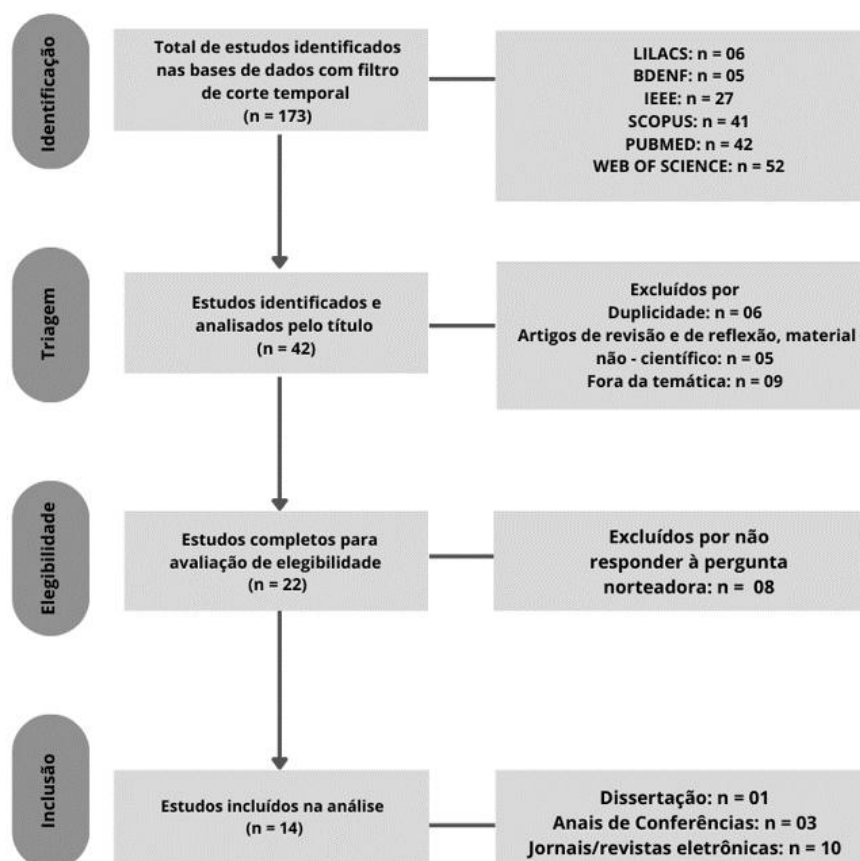 Identificação
Total de estudos identificados
nas bases de dados com filtro
de corte temporal
(n = 173)
LILACS: n = 06
BDENF: n = 05
IEEE: n = 27
SCOPUS: n = 41
PUBMED: n = 42
WEB OF SCIENCE: n = 52
Triagem
Estudos identificados e
analisados pelo título
(n = 42)
Excluídos por
Duplicidade: n = 06
Artigos de revisão e de reflexão, material
não - científico: n = 05
Fora da temática: n = 09
Elegibilidade
Estudos completos para
avaliação de elegibilidade
(n = 22)
Excluídos por não
responder à pergunta
norteadora: n = 08
Inclusão
Estudos incluídos na análise
(n = 14)
Dissertação: n = 01
Anais de Conferências: n = 03
Jornais/revistas eletrônicas: n = 10